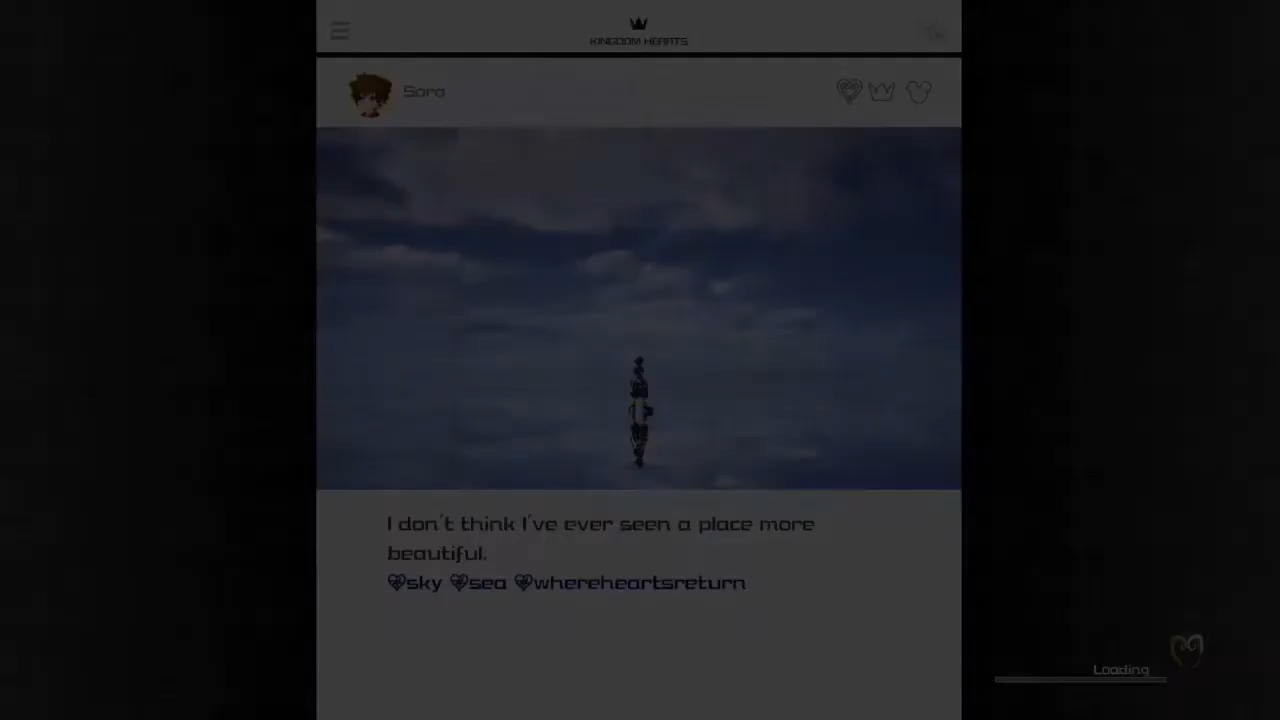 KINGDOM HEARTS
Sora
I don't think I've ever seen a place more
beautiful.
sky sea whereheartsreturn
Loading